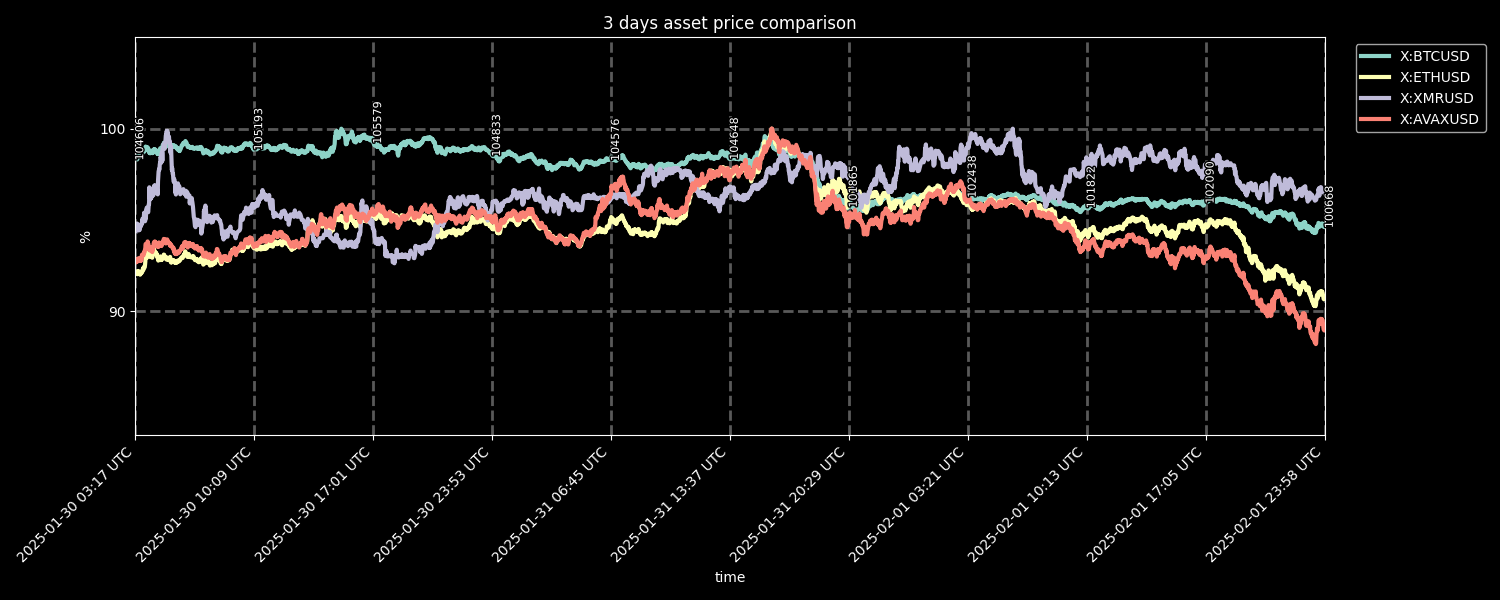 3 days asset price comparison
X:BTCUSD
X:ETHUSD
X:XMRUSD
X:AVAXUSD
100
90
%
104606
105193
105579
104833
104576
104648
101865
102438
101822
102090
100668
2025-01-30 03:17 UTC
2025-01-30 10:09 UTC
2025-01-30 17:01 UTC
2025-01-30 23:53 UTC
2025-01-31 06:45 UTC
2025-01-31 13:37 UTC
2025-01-31 20:29 UTC
2025-02-01 03:21 UTC
2025-02-01 10:13 UTC
2025-02-01 17:05 UTC
2025-02-01 23:58 UTC
time